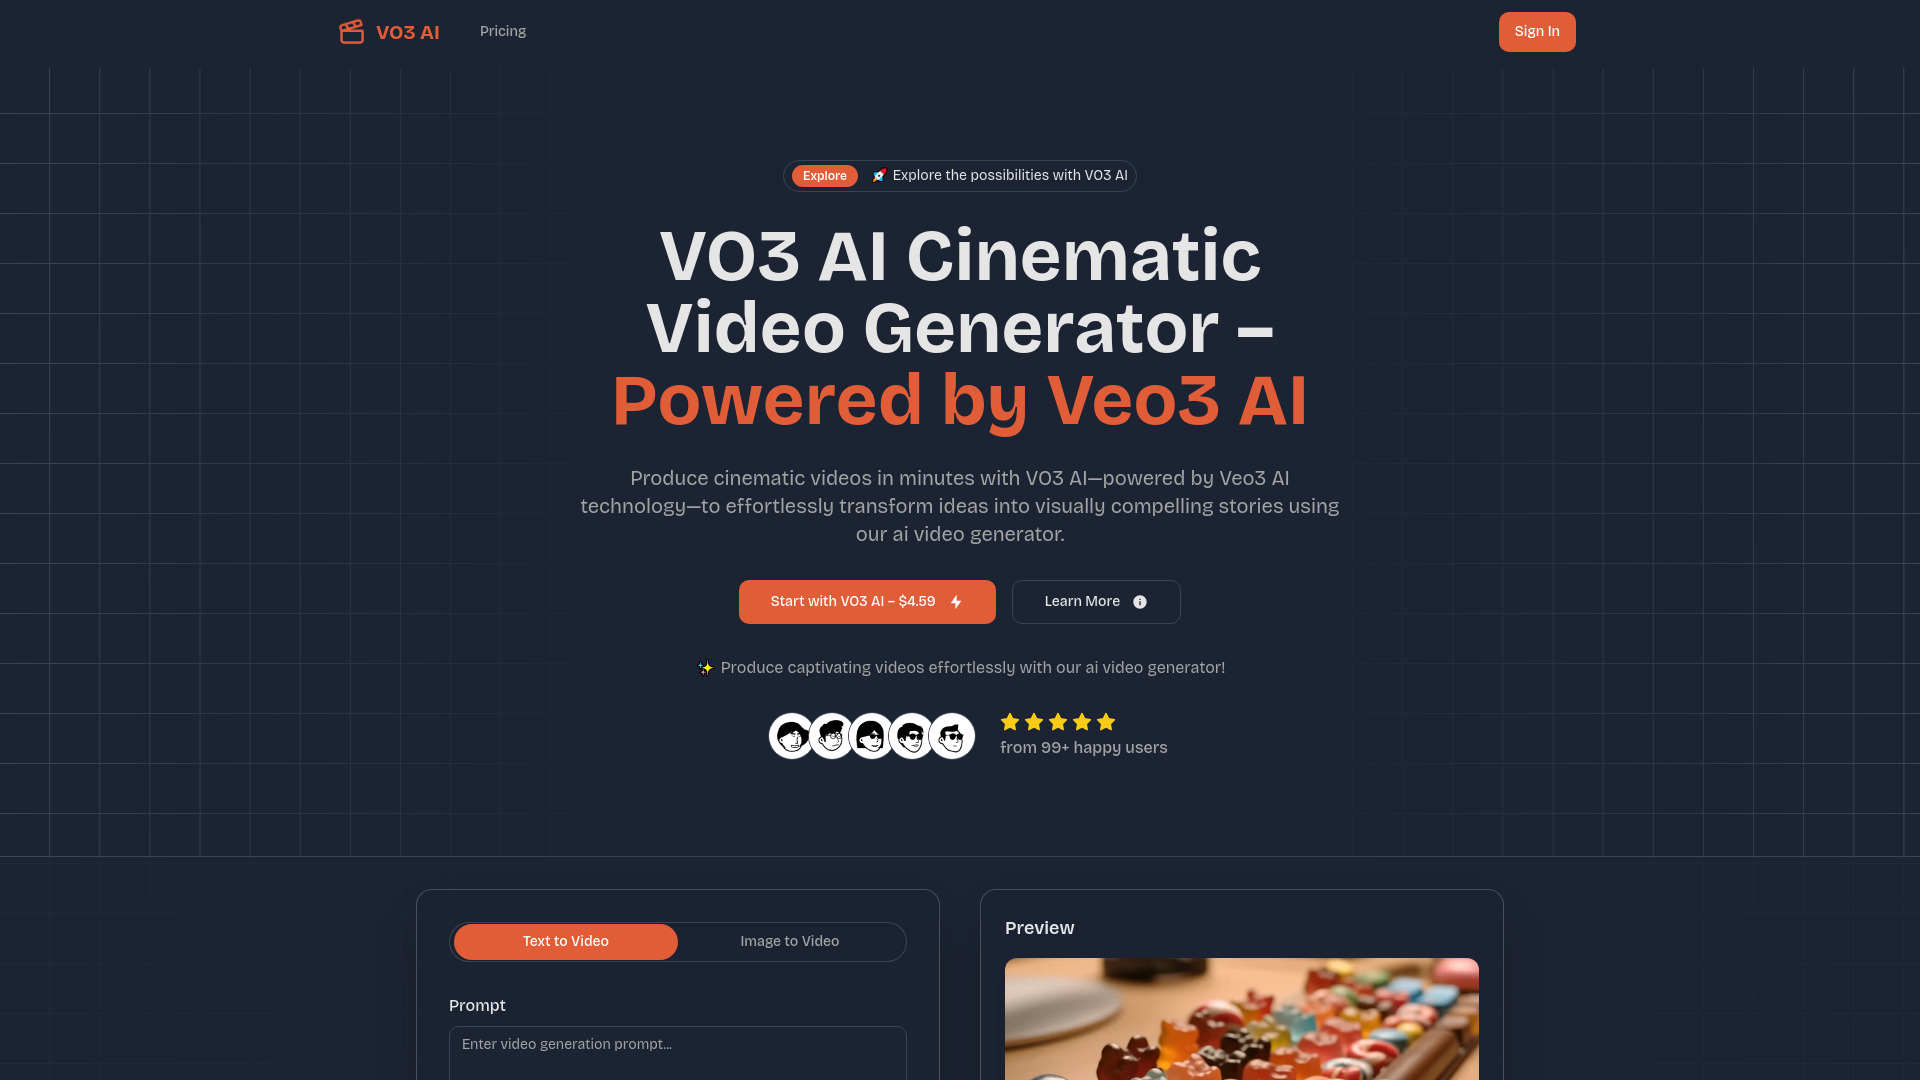 VO3 AI
Pricing
Sign In
Explore
🚀 Explore the possibilities with VO3 AI
VO3 AI Cinematic
Video Generator –
Powered by Veo3 AI
Produce cinematic videos in minutes with VO3 AI—powered by Veo3 AI
technology—to effortlessly transform ideas into visually compelling stories using
our ai video generator.
Start with VO3 AI – $4.59
Learn More
✨ Produce captivating videos effortlessly with our ai video generator!
from 99+ happy users
Text to Video
Image to Video
Prompt
Enter video generation prompt...
Preview